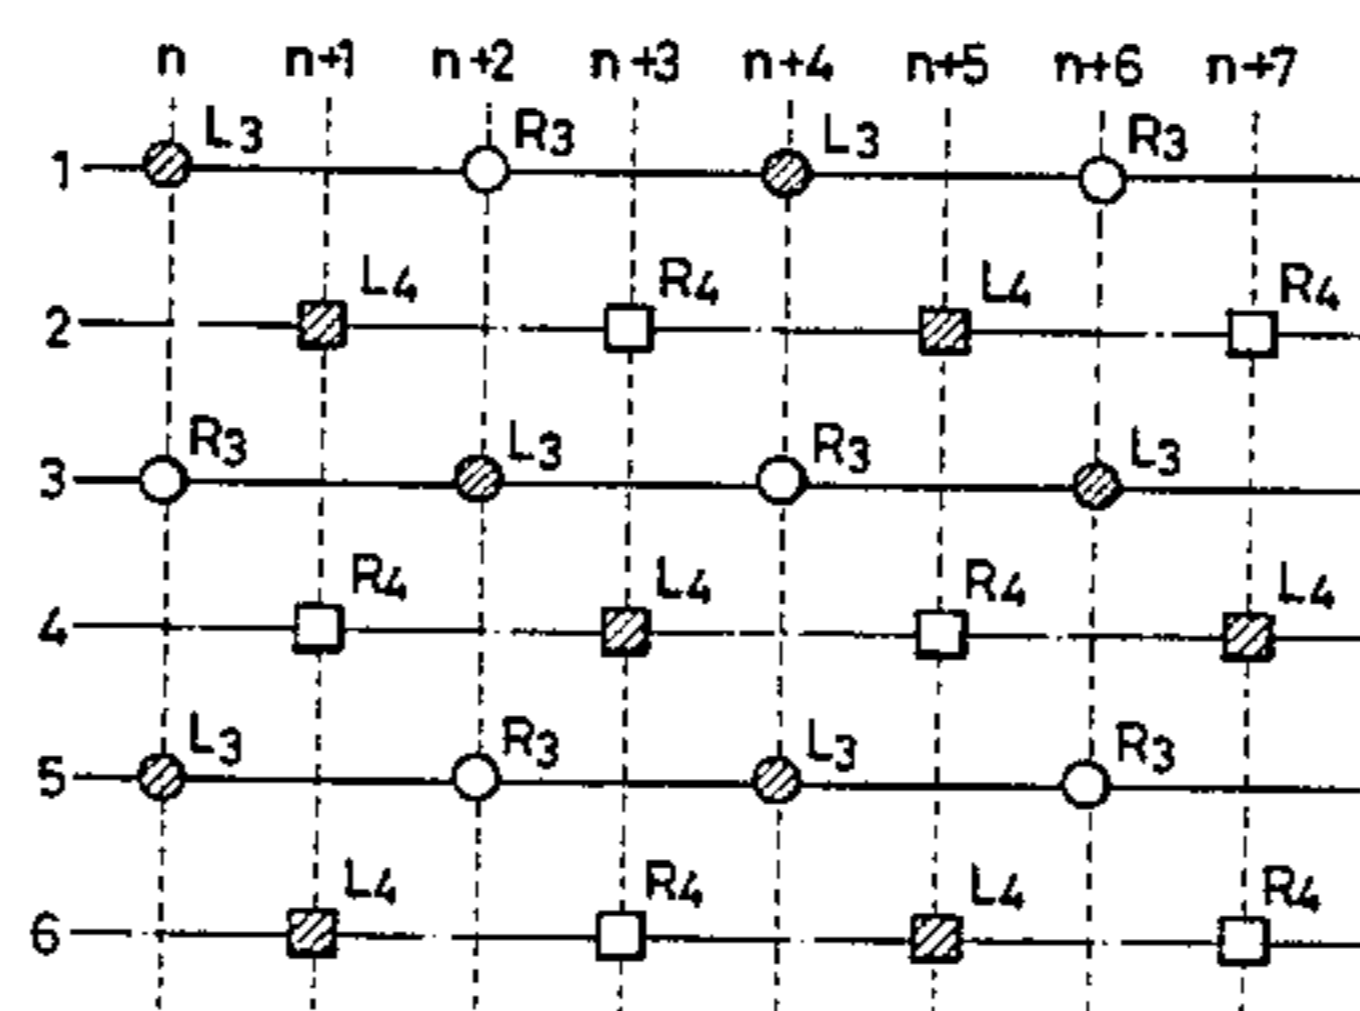 n n+1 n+2 n+3 n+4 n+5 n+6 n+7
1 L3 R3 L3 R3
2 L4 R4 L4 R4
3 R3 L3 R3 L3
4 R4 L4 R4 L4
5 L3 R3 L3 R3
6 L4 R4 L4 R4